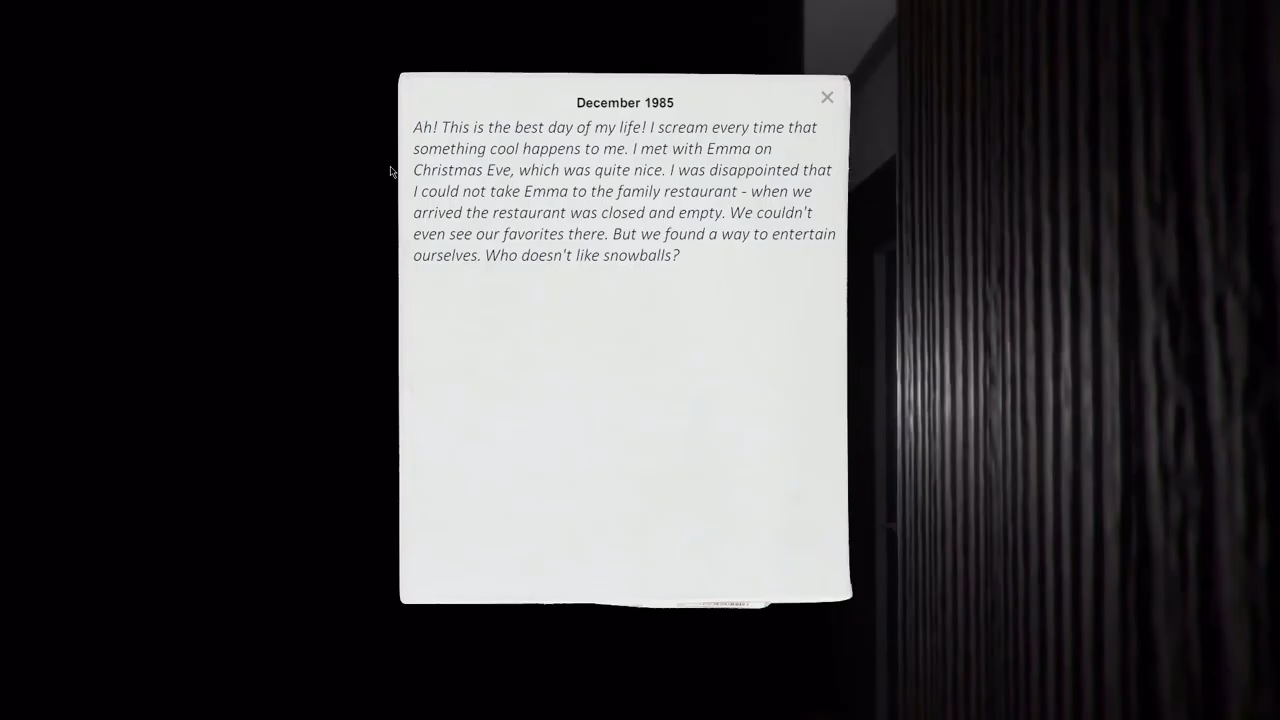 December 1985
Ah! This is the best day of my life! I scream every time that
something cool happens to me. I met with Emma on
Christmas Eve, which was quite nice. I was disappointed that
I could not take Emma to the family restaurant - when we
arrived the restaurant was closed and empty. We couldn't
even see our favorites there. But we found a way to entertain
ourselves. Who doesn't like snowballs?